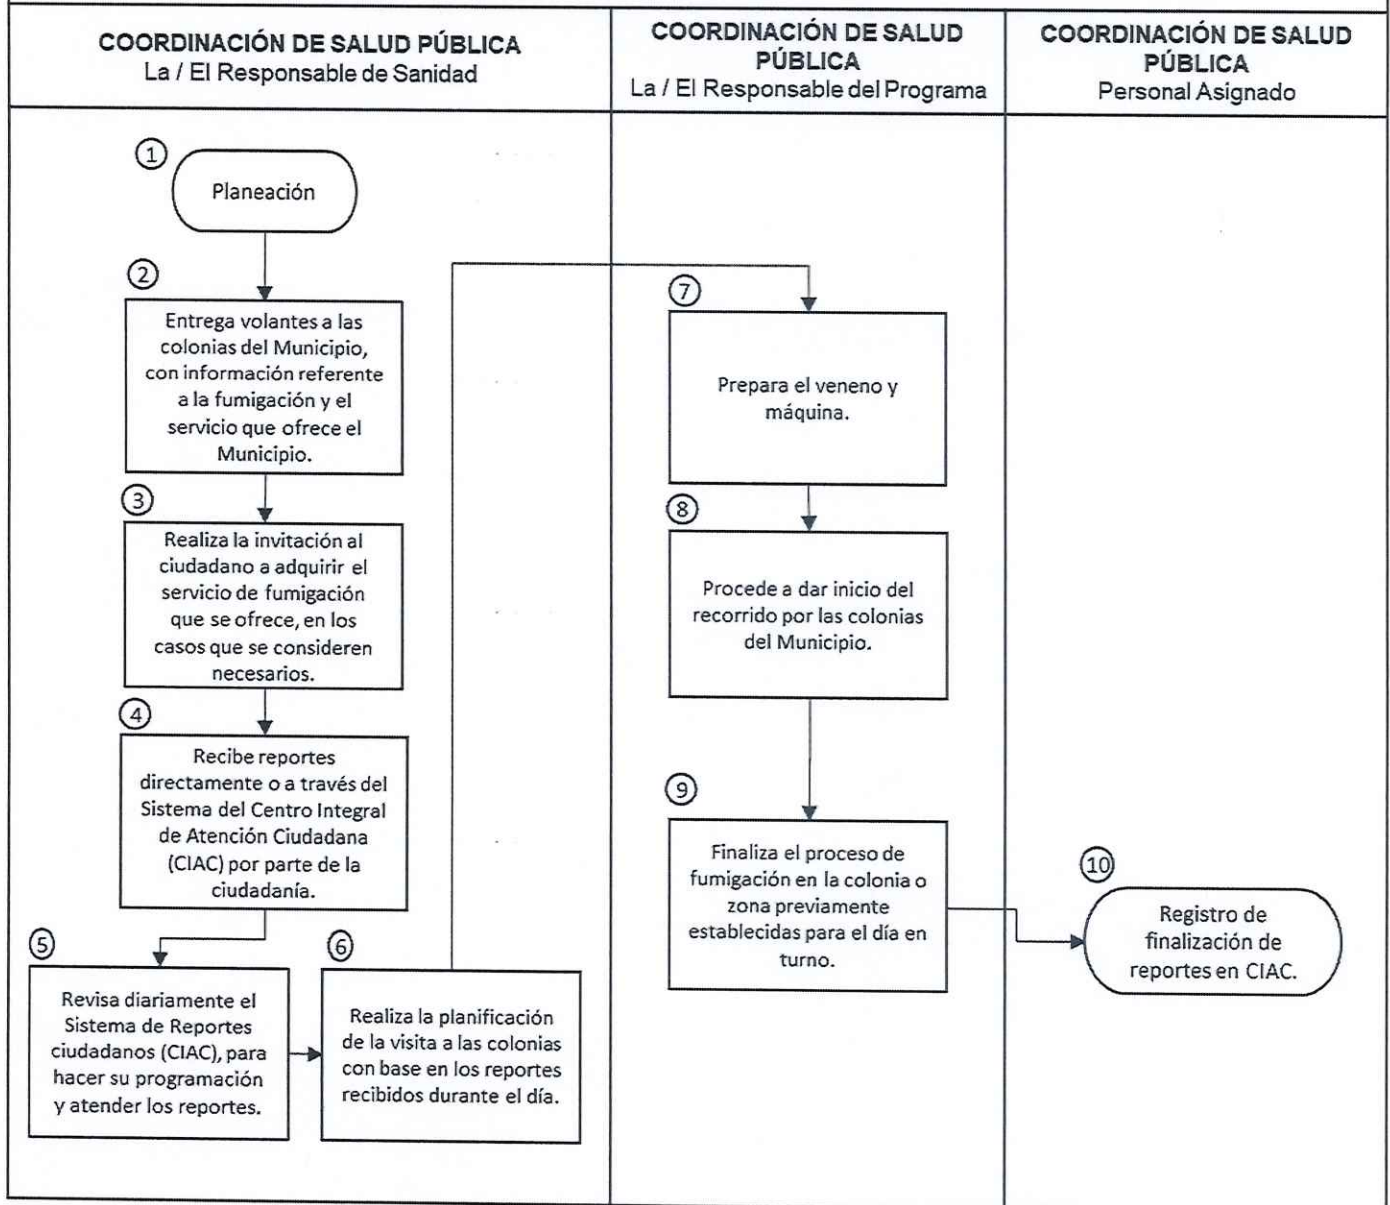 COORDINACIÓN DE SALUD PÚBLICA
La / El Responsable de Sanidad
COORDINACIÓN DE SALUD
PÚBLICA
La / El Responsable del Programa
COORDINACIÓN DE SALUD
PÚBLICA
Personal Asignado
1
Planeación
2
Entrega volantes a las
colonias del Municipio,
con información referente
a la fumigación y el
servicio que ofrece el
Municipio.
3
Realiza la invitación al
ciudadano a adquirir el
servicio de fumigación
que se ofrece, en los
casos que se consideren
necesarios.
4
Recibe reportes
directamente o a través del
Sistema del Centro Integral
de Atención Ciudadana
(CIAC) por parte de la
ciudadanía.
5
Revisa diariamente el
Sistema de Reportes
ciudadanos (CIAC), para
hacer su programación
y atender los reportes.
6
Realiza la planificación
de la visita a las colonias
con base en los reportes
recibidos durante el día.
7
Prepara el veneno y
máquina.
8
Procede a dar inicio del
recorrido por las colonias
del Municipio.
9
Finaliza el proceso de
fumigación en la colonia o
zona previamente
establecidas para el día en
turno.
10
Registro de
finalización de
reportes en CIAC.